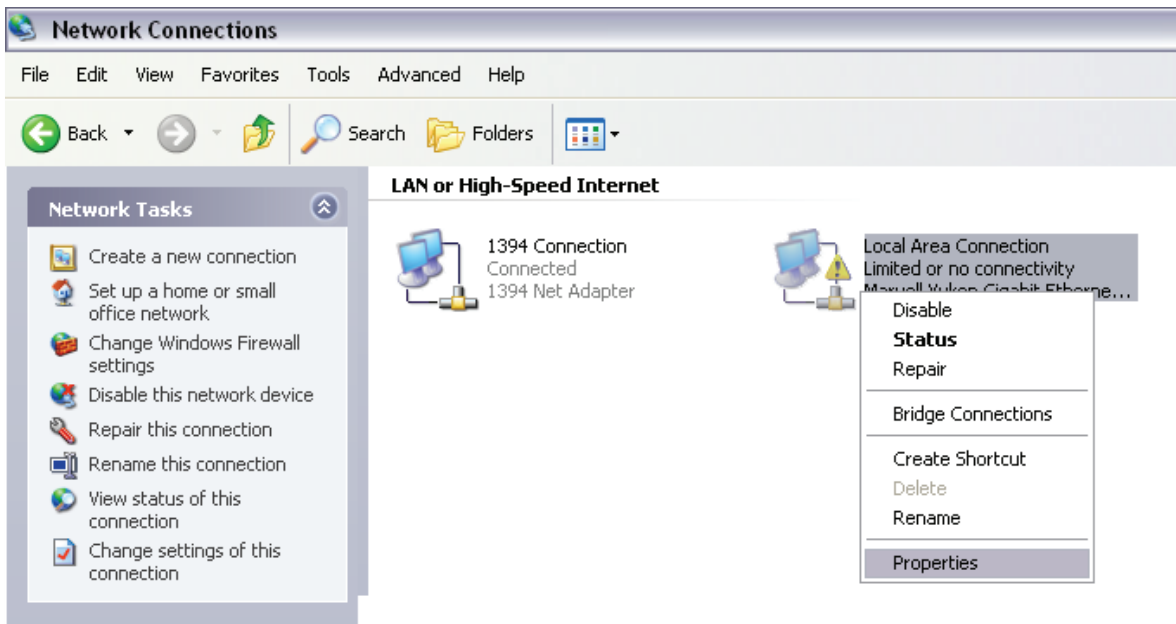 Network Connections
File Edit View Favorites Tools Advanced Help
Back Search Folders
Network Tasks
Create a new connection
Set up a home or small
office network
Change Windows Firewall
settings
Disable this network device
Repair this connection
Rename this connection
View status of this
connection
Change settings of this
connection
LAN or High-Speed Internet
1394 Connection
Connected
1394 Net Adapter
Local Area Connection
Limited or no connectivity
Marvell Yukon Gigabit Etherne...
Disable
Status
Repair
Bridge Connections
Create Shortcut
Delete
Rename
Properties